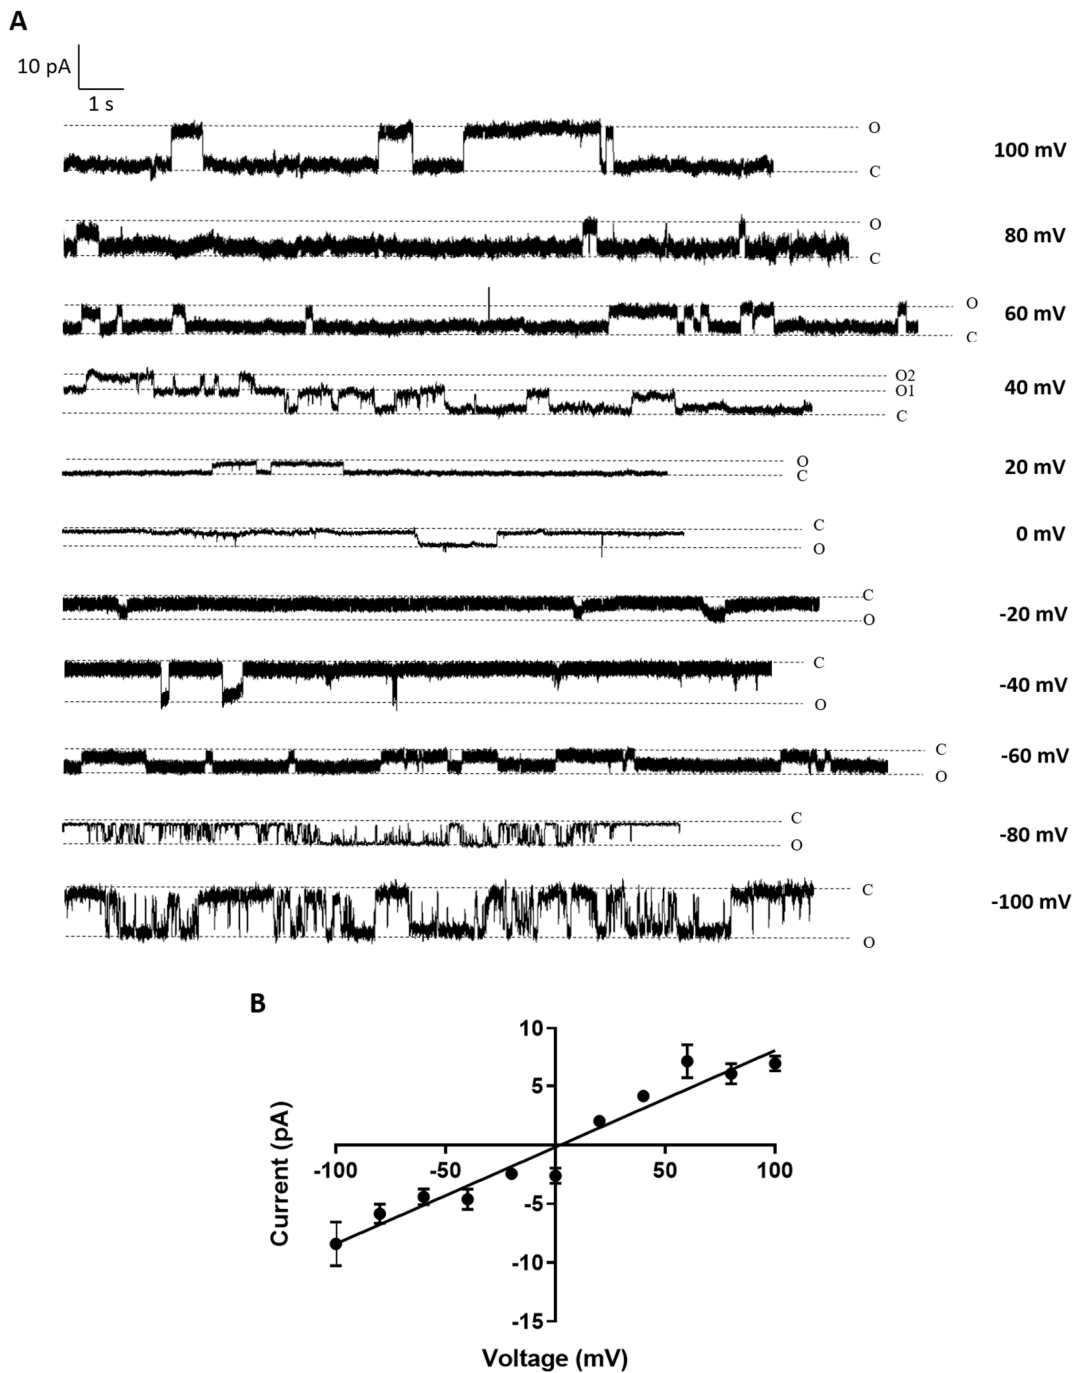 A
10 pA
1 s
O
100 mV
C
O
80 mV
C
O
60 mV
C
O2
40 mV
O1
C
O
20 mV
C
C
0 mV
O
C
-20 mV
O
C
-40 mV
O
C
-60 mV
O
C
-80 mV
O
C
-100 mV
O
B
10
5
-100
-50
50
100
-5
-10
-15
Current (pA)
Voltage (mV)